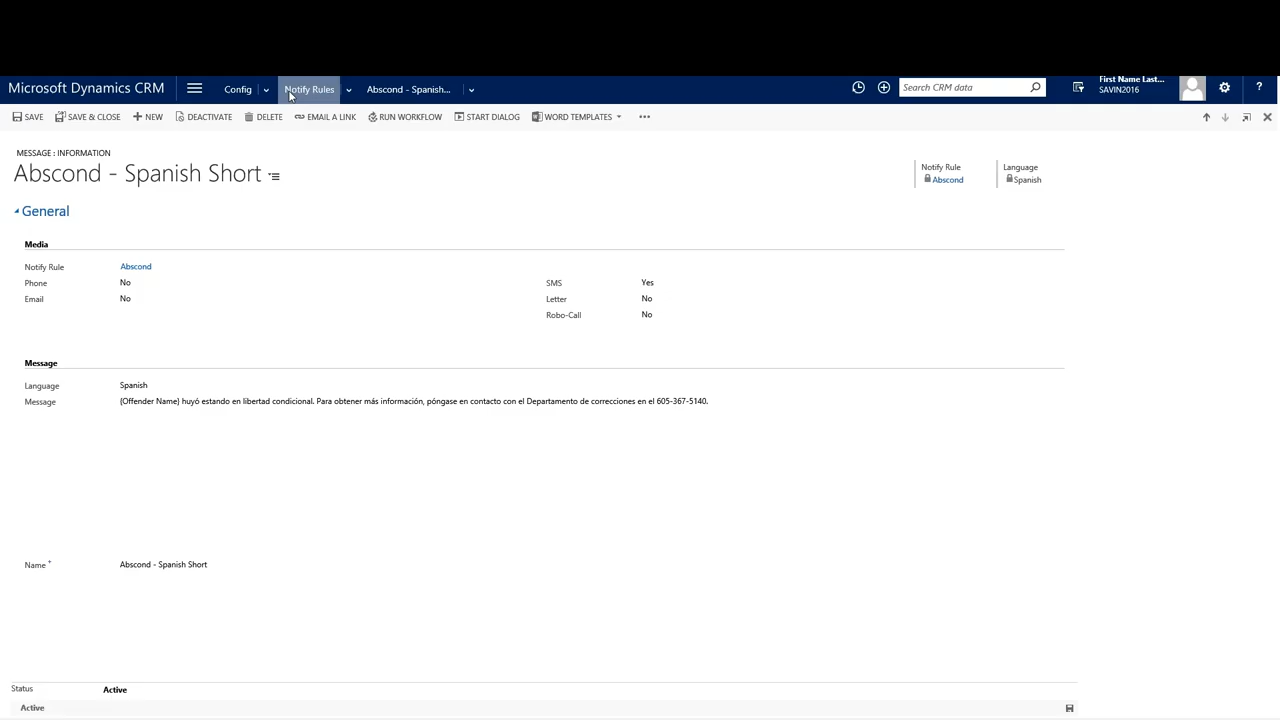 Microsoft Dynamics CRM
Config
Notify Rules
Abscond - Spanish...
Search CRM data
First Name Last...
SAVIN2016
?
SAVE
SAVE & CLOSE
NEW
DEACTIVATE
DELETE
EMAIL A LINK
RUN WORKFLOW
START DIALOG
WORD TEMPLATES
MESSAGE : INFORMATION
Abscond - Spanish Short
Notify Rule
Abscond
Language
Spanish
General
Media
Notify Rule Abscond
Phone No
SMS Yes
Email No
Letter No
Robo-Call No
Message
Language Spanish
Message {Offender Name} huyó estando en libertad condicional. Para obtener más información, póngase en contacto con el Departamento de correcciones en el 605-367-5140.
Name * Abscond - Spanish Short
Status Active
Active